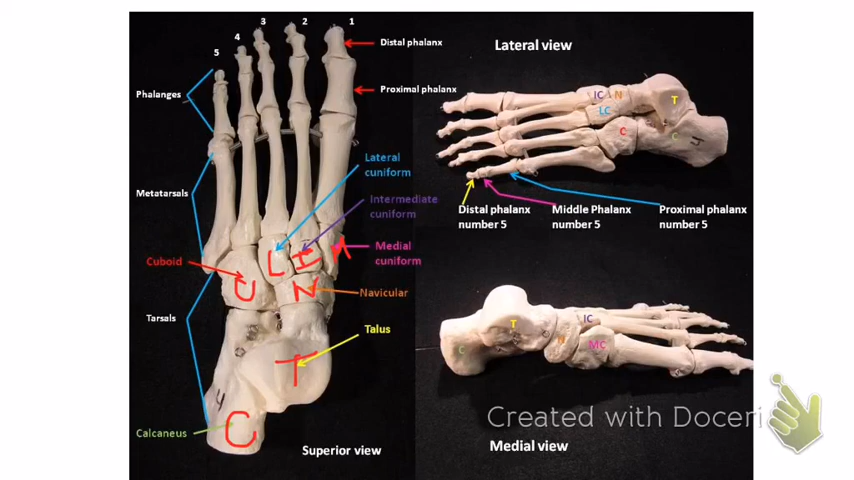 5
4
3
2
1
Distal phalanx
Phalanges
Proximal phalanx
Lateral
cuniform
Metatarsals
Intermediate
cuniform
Medial
cuniform
Cuboid
Navicular
Tarsals
Talus
Calcaneus
Superior view
L
I
M
U
N
T
C
4
Lateral view
IC
N
T
LC
C
C
4
Distal phalanx
number 5
Middle Phalanx
number 5
Proximal phalanx
number 5
C
T
N
IC
MC
Created with Doceri
Medial view